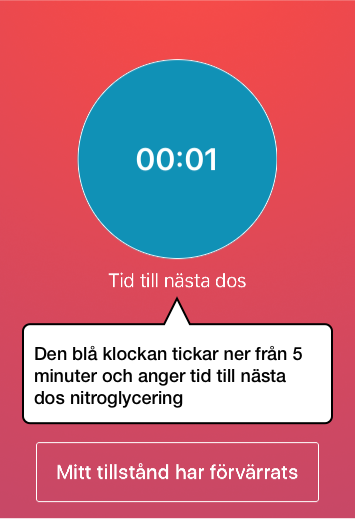 00:01
Tid till nästa dos
Den blå klockan tickar ner från 5
minuter och anger tid till nästa
dos nitroglycering
Mitt tillstånd har förvärrats